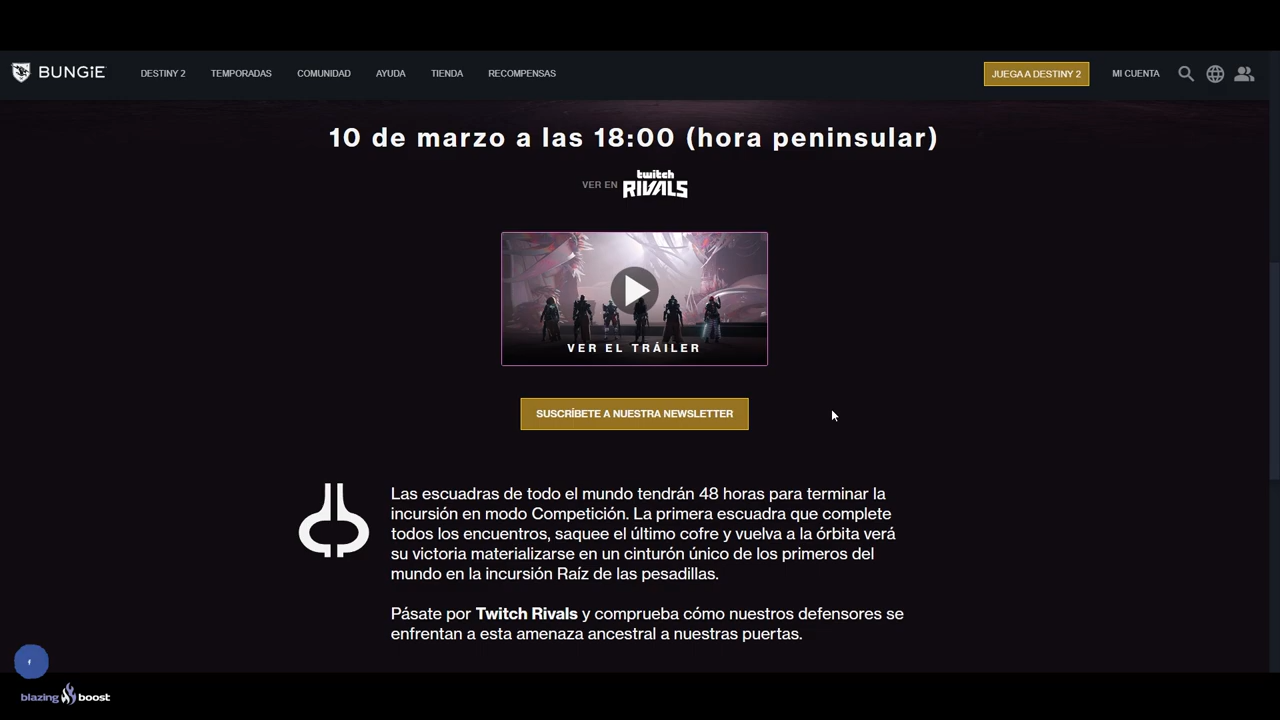 BUNGiE
DESTINY 2
TEMPORADAS
COMUNIDAD
AYUDA
TIENDA
RECOMPENSAS
JUEGA A DESTINY 2
MI CUENTA
10 de marzo a las 18:00 (hora peninsular)
VER EN twitch RIVALS
VER EL TRÁILER
SUSCRÍBETE A NUESTRA NEWSLETTER
Las escuadras de todo el mundo tendrán 48 horas para terminar la
incursión en modo Competición. La primera escuadra que complete
todos los encuentros, saquee el último cofre y vuelva a la órbita verá
su victoria materializarse en un cinturón único de los primeros del
mundo en la incursión Raíz de las pesadillas.
Pásate por Twitch Rivals y comprueba cómo nuestros defensores se
enfrentan a esta amenaza ancestral a nuestras puertas.
f
blazing boost